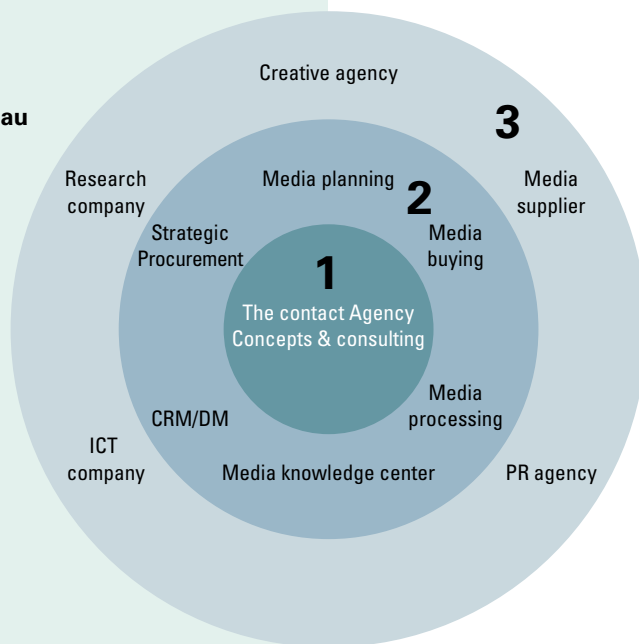 Creative agency
au
3
Research
company
Media planning
2
Media
supplier
Strategic
Procurement
Media
buying
1
The contact Agency
Concepts & consulting
Media
processing
CRM/DM
ICT
company
Media knowledge center
PR agency